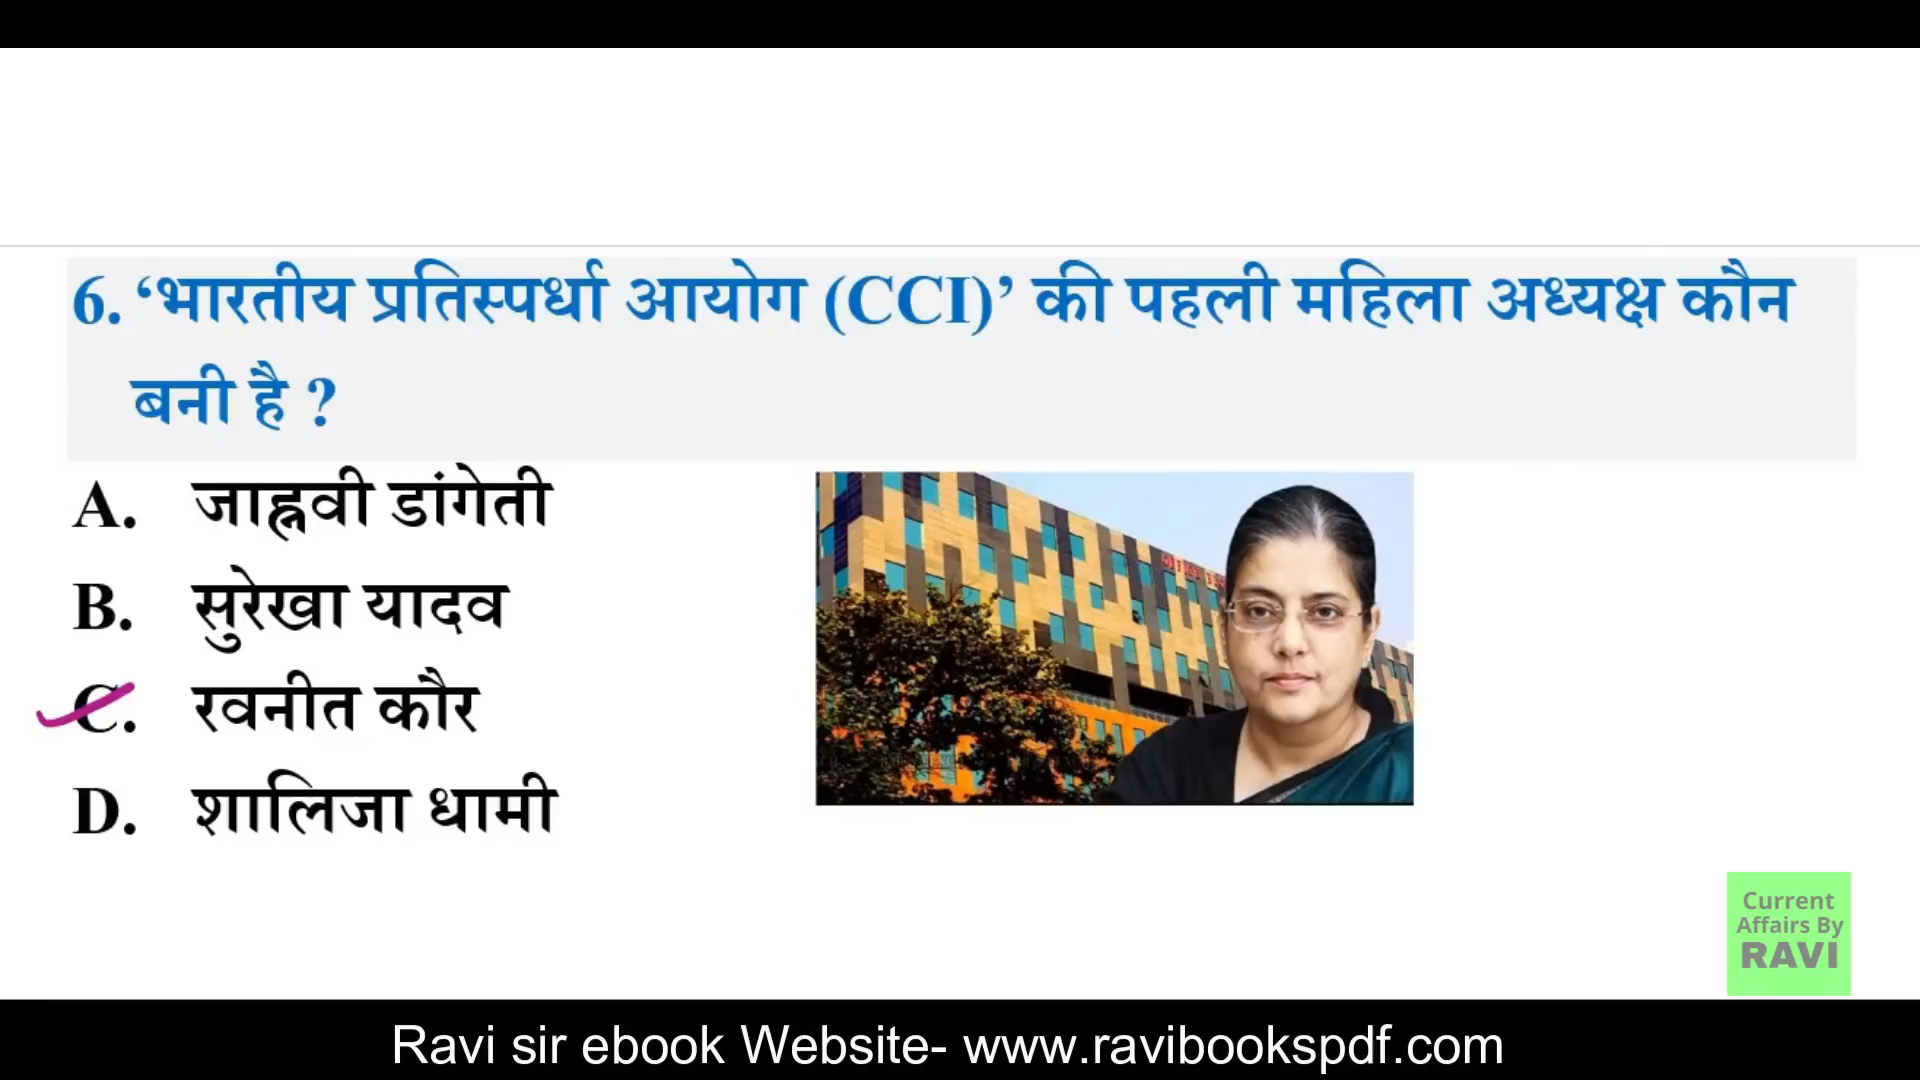 6. ‘भारतीय प्रतिस्पर्धा आयोग (CCI)’ की पहली महिला अध्यक्ष कौन
बनी है ?
A. जाह्नवी डांगेती
B. सुरेखा यादव
C. रवनीत कौर
D. शालिजा धामी
Current
Affairs By
RAVI
Ravi sir ebook Website- www.ravibookspdf.com